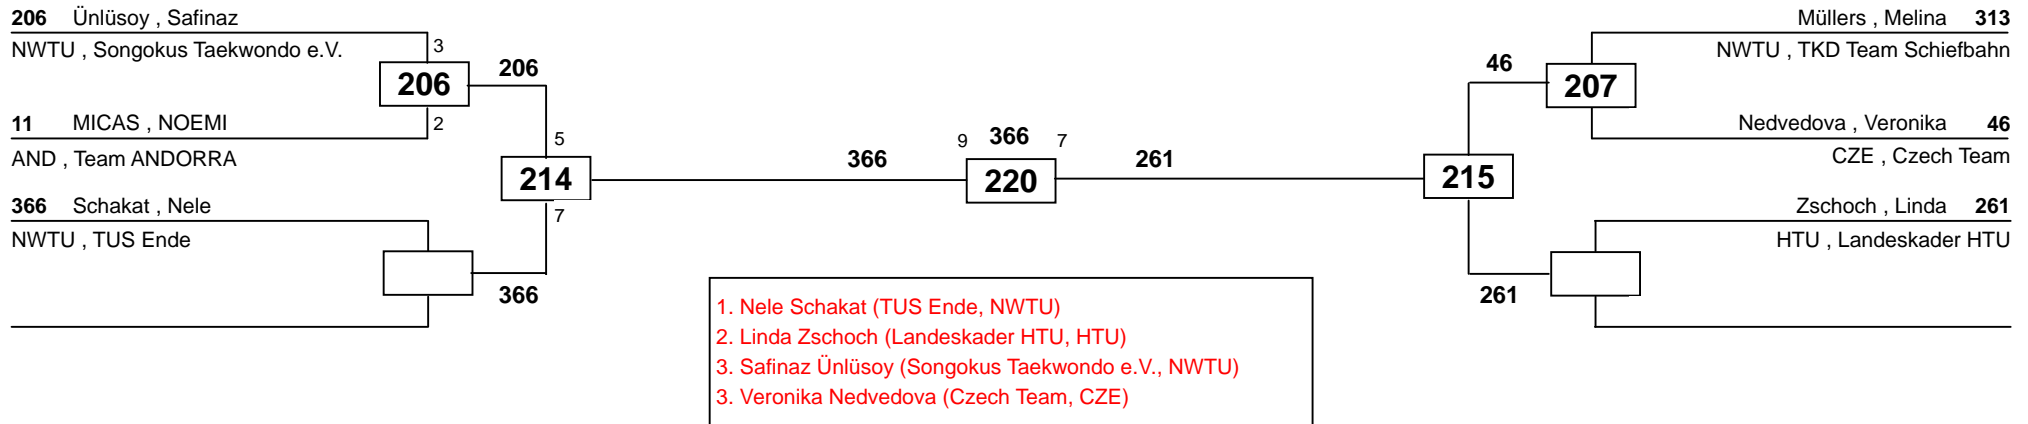 206 Ünlüsoy , Safinaz
NWTU , Songokus Taekwondo e.V.
3
206
206
2
11 MICAS , NOEMI
AND , Team ANDORRA
5
214
7
366 Schakat , Nele
NWTU , TUS Ende
366
366
9 366 7
220
261
Müllers , Melina 313
NWTU , TKD Team Schiefbahn
46
207
Nedvedova , Veronika 46
CZE , Czech Team
215
Zschoch , Linda 261
HTU , Landeskader HTU
261
1. Nele Schakat (TUS Ende, NWTU)
2. Linda Zschoch (Landeskader HTU, HTU)
3. Safinaz Ünlüsoy (Songokus Taekwondo e.V., NWTU)
3. Veronika Nedvedova (Czech Team, CZE)